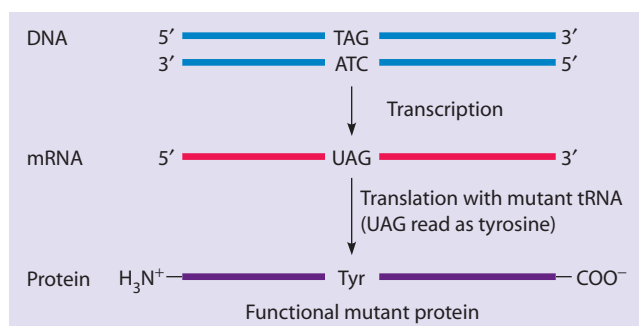 DNA 5′ TAG 3′
3′ ATC 5′
Transcription
mRNA 5′ UAG 3′
Translation with mutant tRNA
(UAG read as tyrosine)
Protein H₃N⁺ Tyr COO⁻
Functional mutant protein